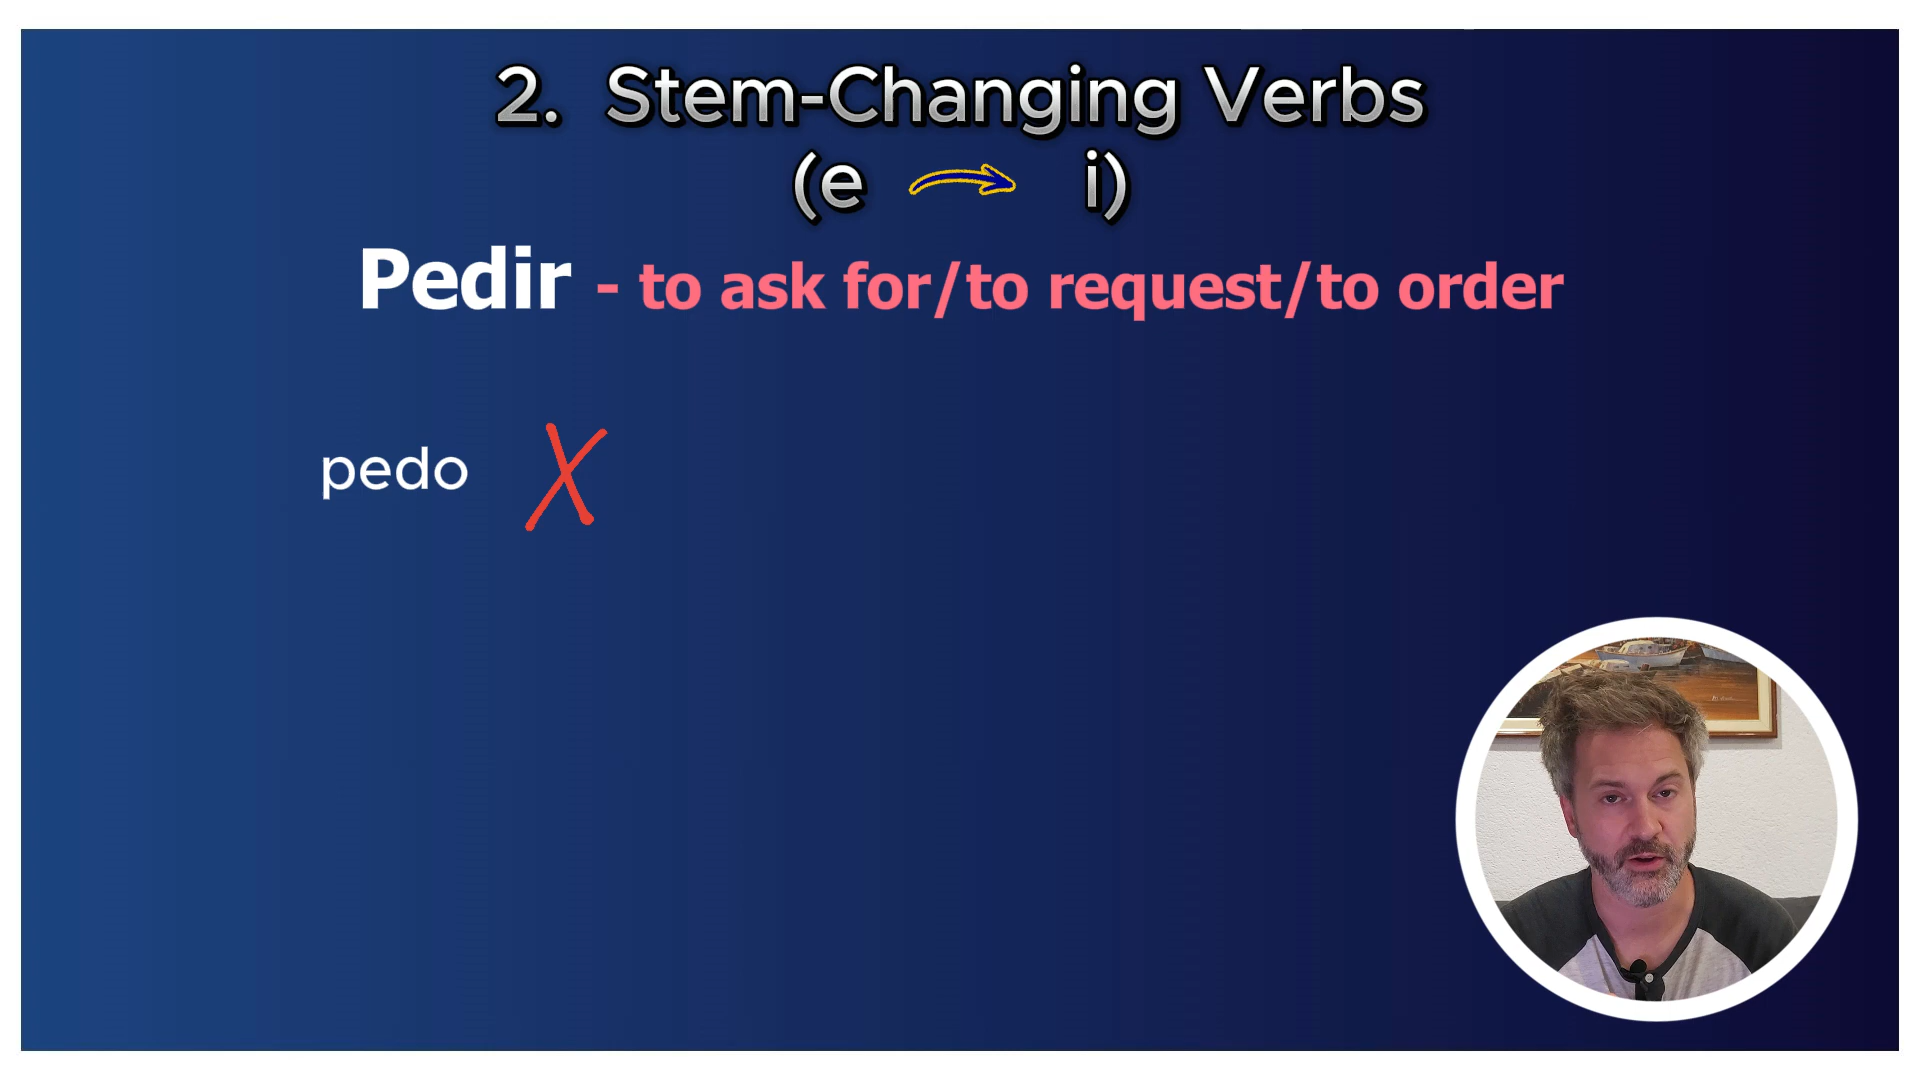 2. Stem-Changing Verbs
(e i)
Pedir - to ask for/to request/to order
pedo